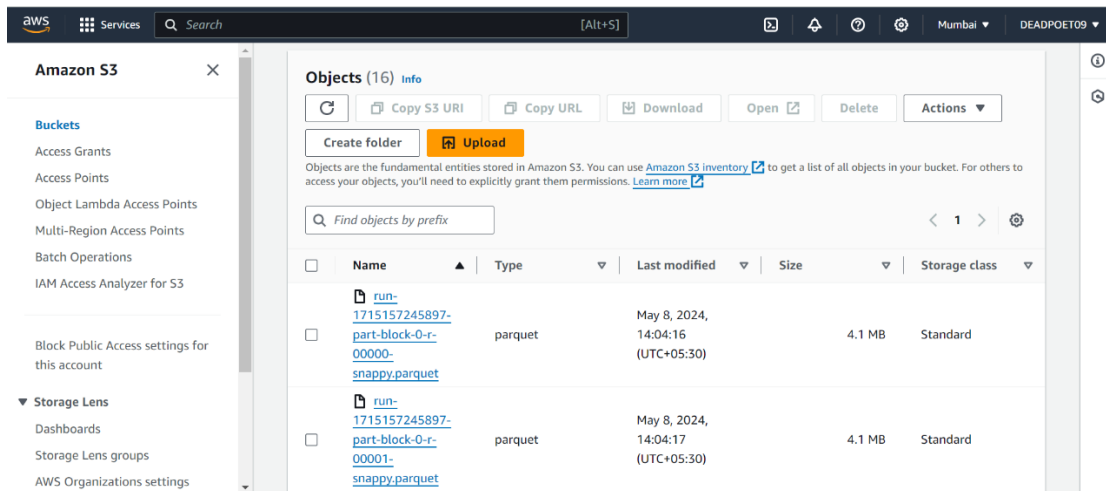 aws Services Search [Alt+S] Mumbai DEADPOET09
Amazon S3
Buckets
Access Grants
Access Points
Object Lambda Access Points
Multi-Region Access Points
Batch Operations
IAM Access Analyzer for S3
Block Public Access settings for
this account
Storage Lens
Dashboards
Storage Lens groups
AWS Organizations settings
Objects (16) Info
Copy S3 URI Copy URL Download Open Delete Actions
Create folder Upload
Objects are the fundamental entities stored in Amazon S3. You can use Amazon S3 inventory to get a list of all objects in your bucket. For others to
access your objects, you'll need to explicitly grant them permissions. Learn more
Find objects by prefix 1
Name Type Last modified Size Storage class
run-
1715157245897-
part-block-0-r-
00000-
snappy.parquet
parquet
May 8, 2024,
14:04:16
(UTC+05:30)
4.1 MB
Standard
run-
1715157245897-
part-block-0-r-
00001-
snappy.parquet
parquet
May 8, 2024,
14:04:17
(UTC+05:30)
4.1 MB
Standard